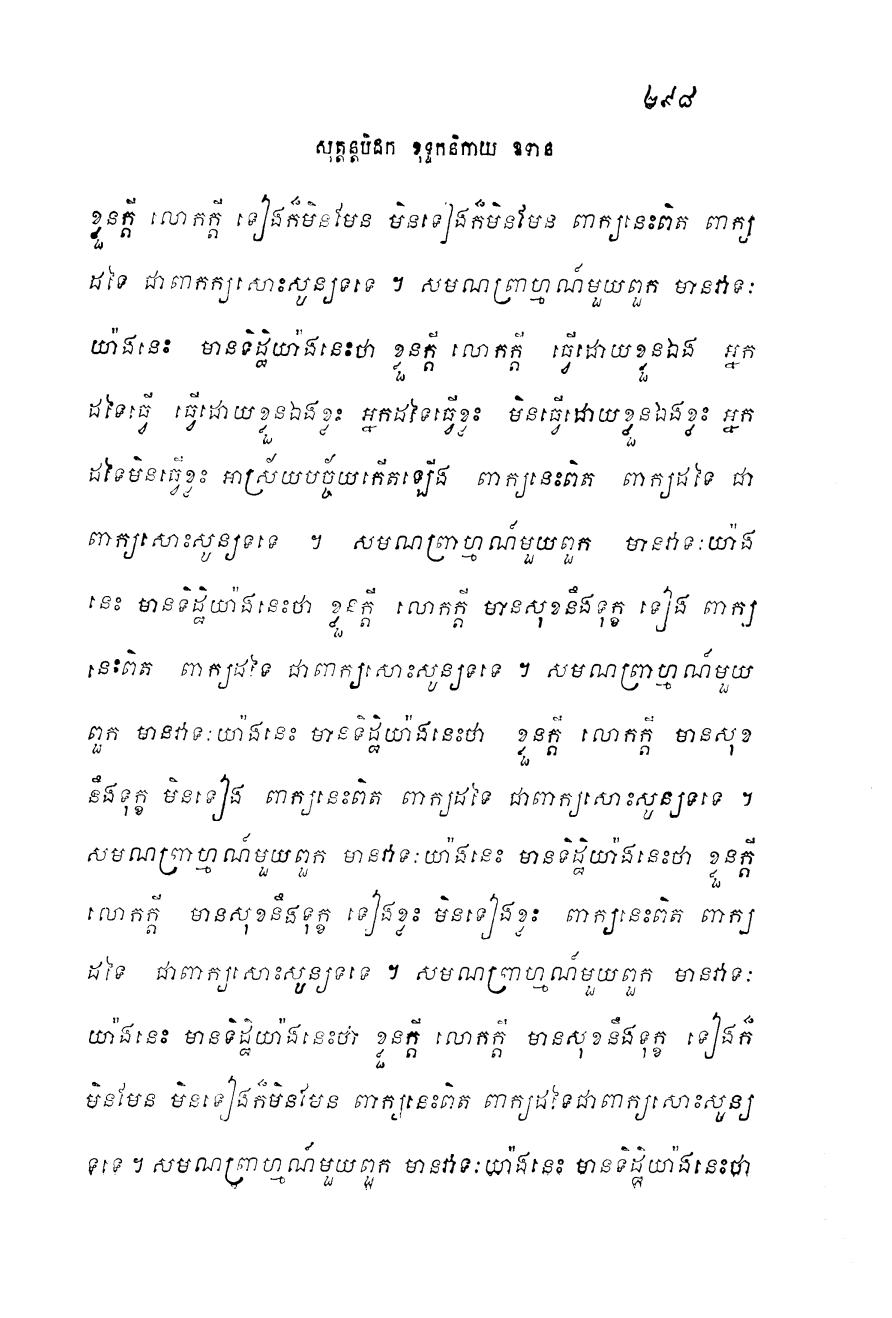 ២៩៨
សុត្តន្តបិដក ខុទ្ទកនិកាយ ឧទាន
ខ្លួនក្តី លោកក្តី ទៀងក៏មិនមែន មិនទៀងក៏មិនមែន ពាក្យនេះពិត ពាក្យ
ដទៃ ជាពាកក្យសោះសូន្យទទេ ។ សមណព្រាហ្មណ៍មួយពួក មានវាទៈ
យ៉ាងនេះ មានទិដ្ឋិយ៉ាងនេះថា ខ្លួនក្តី លោកក្តី ធ្វើដោយខ្លួនឯង អ្នក
ដទៃធ្វើ ធ្វើដោយខ្លួនឯងខ្លះ អ្នកដទៃធ្វើខ្លះ មិនធ្វើដោយខ្លួនឯងខ្លះ អ្នក
ដទៃមិនធ្វើខ្លះ អាស្រ័យបច្ច័យកើតឡើង ពាក្យនេះពិត ពាក្យដទៃ ជា
ពាក្យសោះសូន្យទទេ ។ សមណព្រាហ្មណ៍មួយពួក មានវាទៈយ៉ាង
នេះ មានទិដ្ឋិយ៉ាងនេះថា ខ្លួនក្តី លោកក្តី មានសុខនឹងទុក្ខ ទៀង ពាក្យ
នេះពិត ពាក្យដទៃ ជាពាក្យសោះសូន្យទទេ ។ សមណព្រាហ្មណ៍មួយ
ពួក មានវាទៈយ៉ាងនេះ មានទិដ្ឋិយ៉ាងនេះថា ខ្លួនក្តី លោកក្តី មានសុខ
នឹងទុក្ខ មិនទៀង ពាក្យនេះពិត ពាក្យដទៃ ជាពាក្យសោះសូន្យទទេ ។
សមណព្រាហ្មណ៍មួយពួក មានវាទៈយ៉ាងនេះ មានទិដ្ឋិយ៉ាងនេះថា ខ្លួនក្តី
លោកក្តី មានសុខនឹងទុក្ខ ទៀងខ្លះ មិនទៀងខ្លះ ពាក្យនេះពិត ពាក្យ
ដទៃ ជាពាក្យសោះសូន្យទទេ ។ សមណព្រាហ្មណ៍មួយពួក មានវាទៈ
យ៉ាងនេះ មានទិដ្ឋិយ៉ាងនេះថា ខ្លួនក្តី លោកក្តី មានសុខនឹងទុក្ខ ទៀងក៏
មិនមែន មិនទៀងក៏មិនមែន ពាក្យនេះពិត ពាក្យដទៃជាពាក្យសោះសូន្យ
ទទេ ។ សមណព្រាហ្មណ៍មួយពួក មានវាទៈយ៉ាងនេះ មានទិដ្ឋិយ៉ាងនេះថា